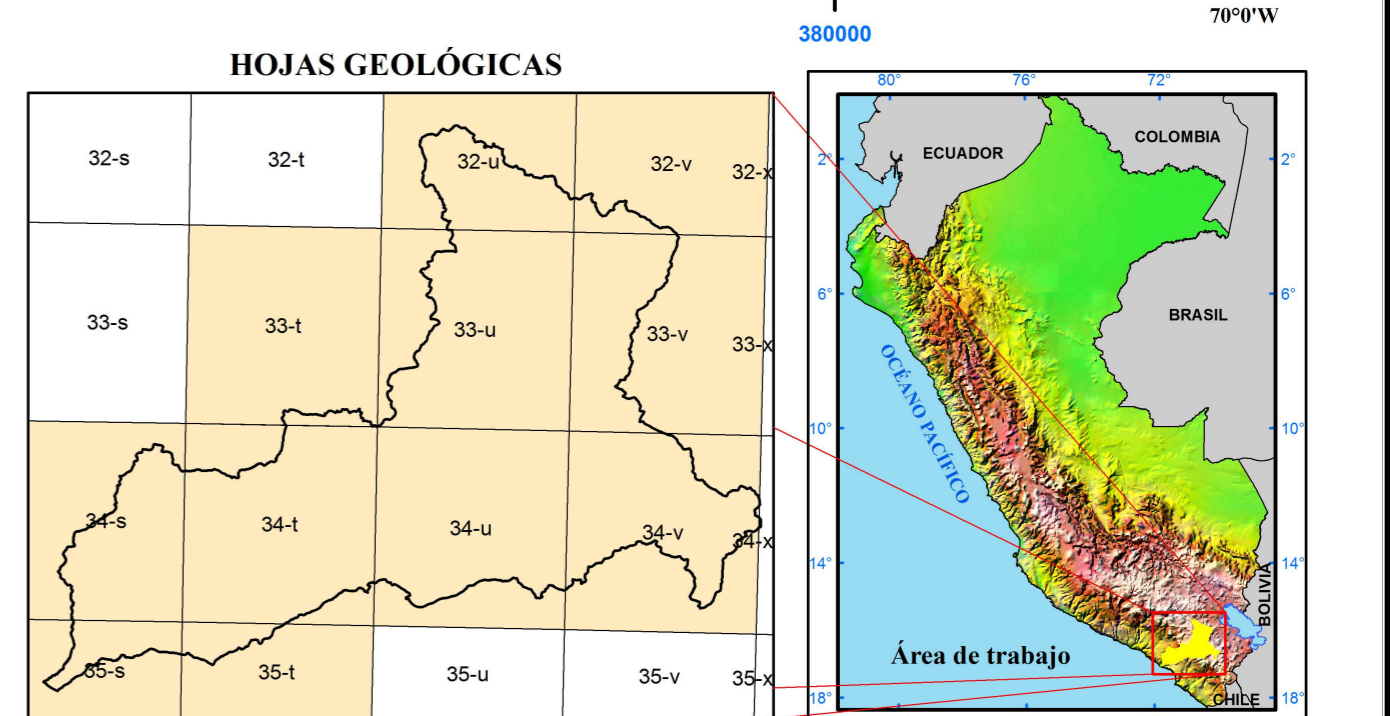 70°0'W
380000
HOJAS GEOLÓGICAS
32-s 32-t 32-u 32-v 32-x
33-s 33-t 33-u 33-v 33-x
34-s 34-t 34-u 34-v 34-x
35-s 35-t 35-u 35-v 35-x
80° 76° 72°
COLOMBIA
ECUADOR
2° 2°
6° 6°
BRASIL
OCÉANO PACÍFICO
10° 10°
14° 14°
BOLIVIA
Área de trabajo
18° 18°
CHILE